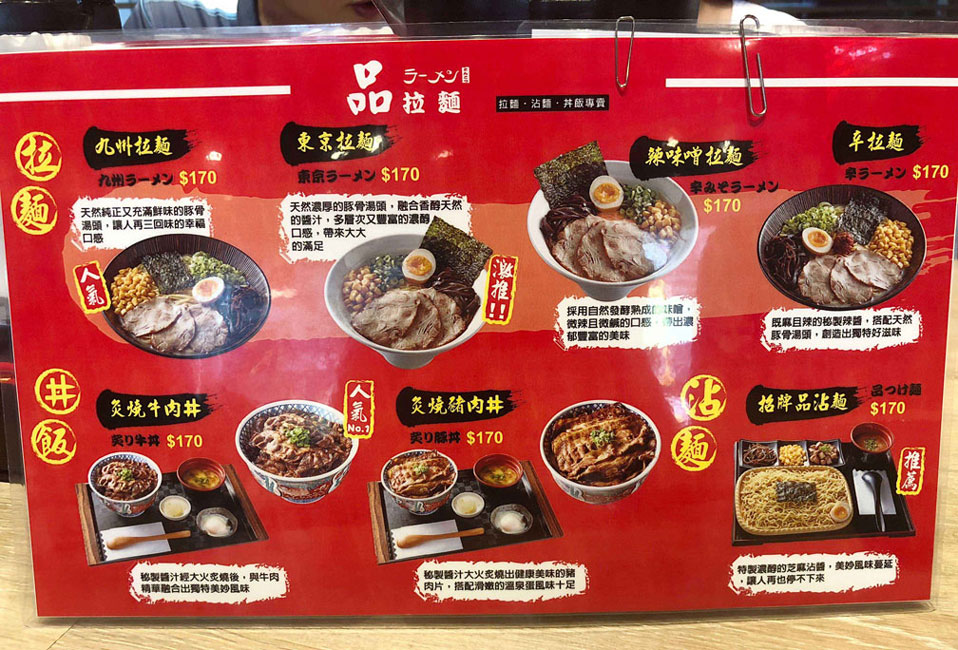 品
ラーメン
拉麵
拉麵・沾麵・丼飯專賣
拉麵
九州拉麵
九州ラーメン $170
天然純正又充滿鮮味的豚骨
湯頭，讓人再三回味的幸福
口感
人氣
東京拉麵
東京ラーメン $170
天然濃厚的豚骨湯頭，融合香醇天然
的醬汁，多層次又豐富的濃醇
口感，帶來大大
的滿足
激推!!
辣味噌拉麵
辛みそラーメン
$170
採用自然發酵熟成的味噌，
微辣且微鹹的口感，帶出濃
郁豐富的美味
辛拉麵
辛ラーメン $170
既麻且辣的秘製辣醬，搭配天然
豚骨湯頭，創造出獨特好滋味
丼飯
炙燒牛肉丼
炙り牛丼 $170
人氣
No.1
秘製醬汁經大火炙燒後，與牛肉
精華融合出獨特美妙風味
炙燒豬肉丼
炙り豚丼 $170
秘製醬汁大火炙燒出健康美味的豬
肉片，搭配滑嫩的溫泉蛋風味十足
沾麵
招牌品沾麵
品つけ麵
$170
推薦
特製濃醇的芝麻沾醬，美妙風味蔓延
，讓人再也停不下來